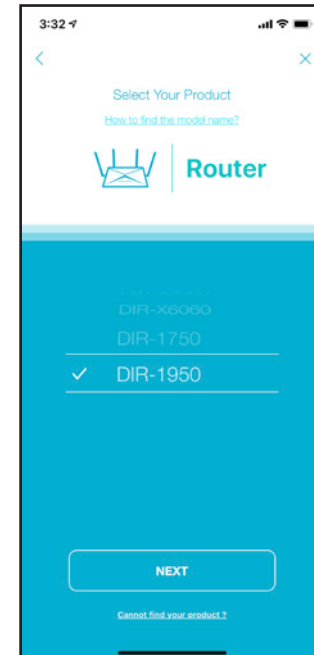 3:32
Select Your Product
How to find the model name?
Router
DIR-X6060
DIR-1750
DIR-1950
NEXT
Cannot find your product ?